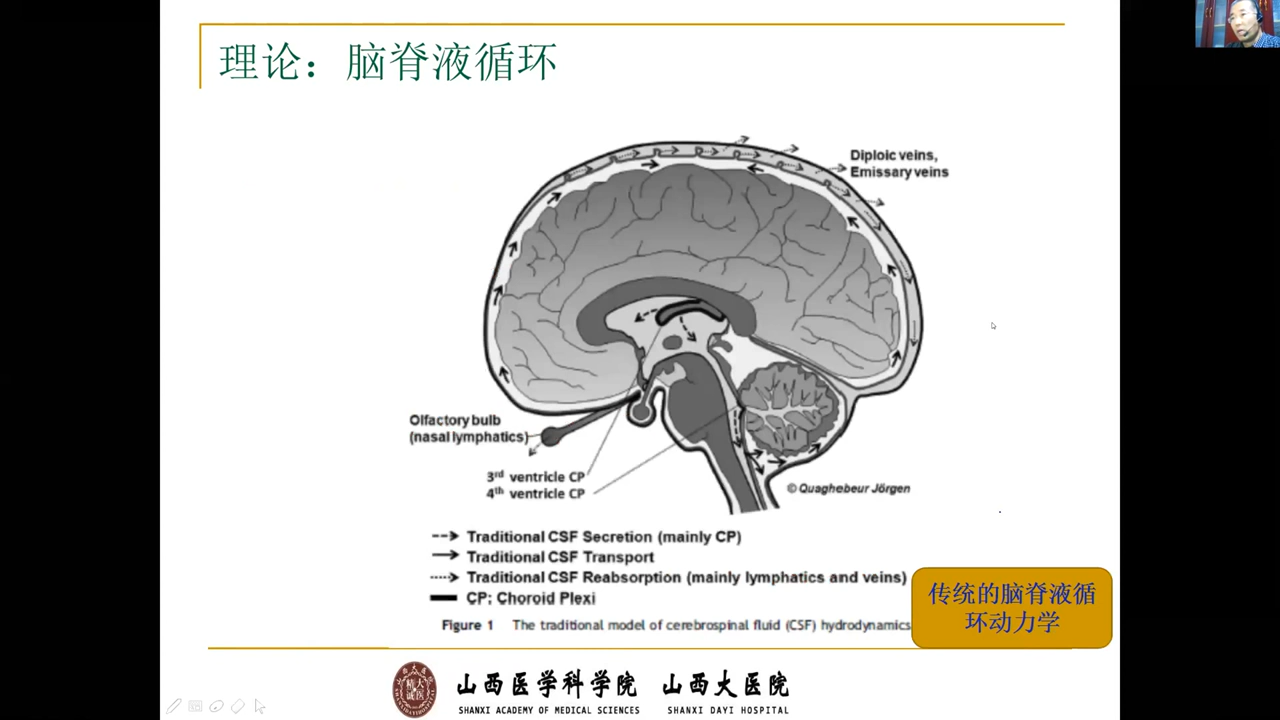 理论：脑脊液循环
Diploic veins,
Emissary veins
Olfactory bulb
(nasal lymphatics)
3rd ventricle CP
4th ventricle CP
© Quaghebeur Jörgen
Traditional CSF Secretion (mainly CP)
Traditional CSF Transport
Traditional CSF Reabsorption (mainly lymphatics and veins)
CP: Choroid Plexi
Figure 1 The traditional model of cerebrospinal fluid (CSF) hydrodynamics
传统的脑脊液循
环动力学
山西医学科学院 山西大医院
SHANXI ACADEMY OF MEDICAL SCIENCES SHANXI DAYI HOSPITAL